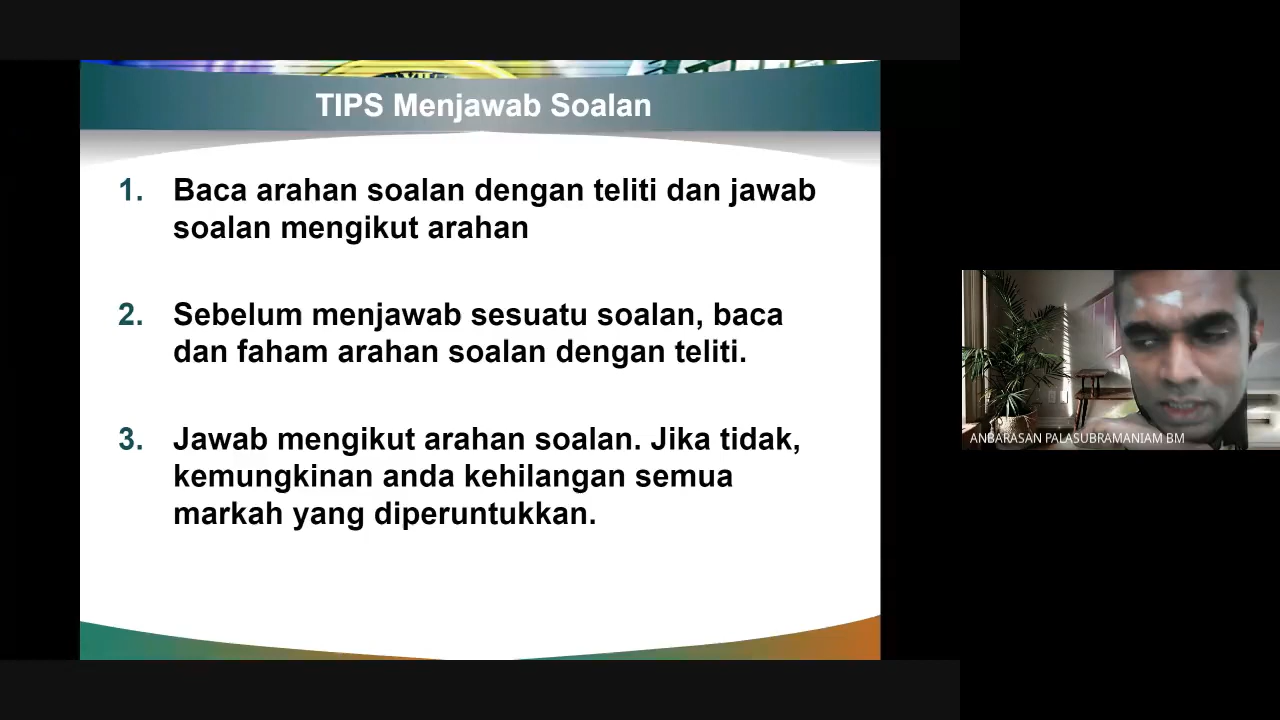 TIPS Menjawab Soalan
1. Baca arahan soalan dengan teliti dan jawab
soalan mengikut arahan
2. Sebelum menjawab sesuatu soalan, baca
dan faham arahan soalan dengan teliti.
3. Jawab mengikut arahan soalan. Jika tidak,
kemungkinan anda kehilangan semua
markah yang diperuntukkan.
ANBARASAN PALASUBRAMANIAM BM